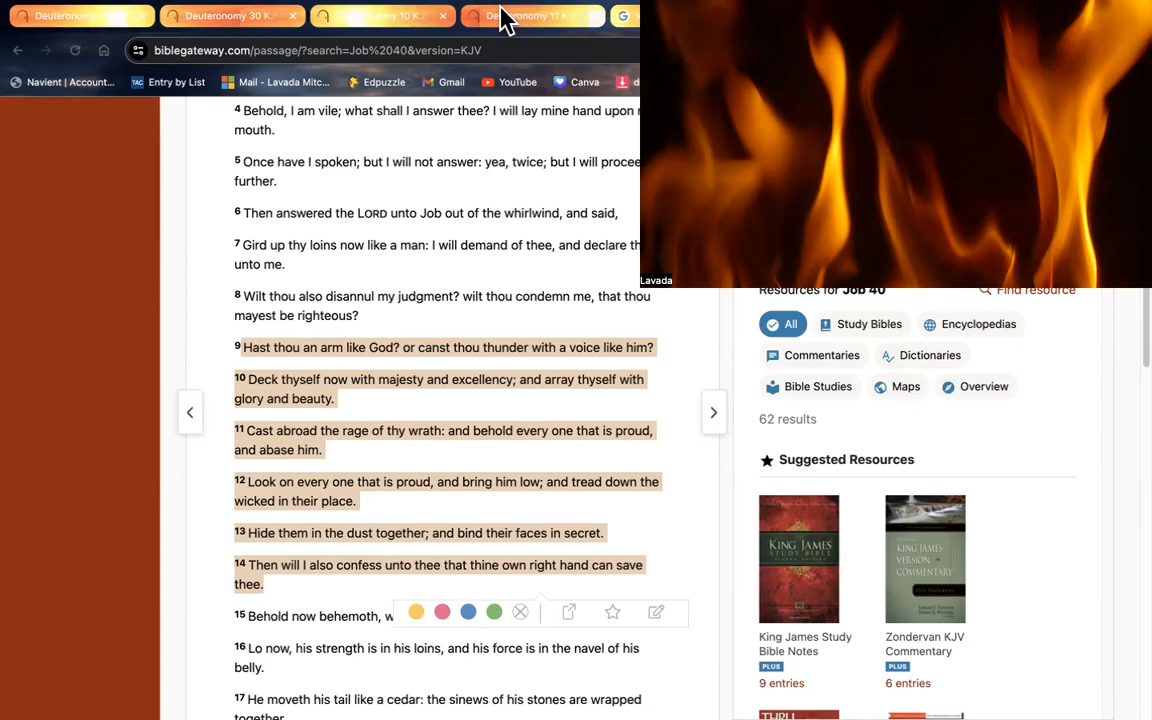 Deuteronomy
Deuteronomy 30 KJ
omy 10 K
Deuteronomy 11 K
biblegateway.com/passage/?search=Job%2040&version=KJV
Navient | Account...
TAC Entry by List
Mail - Lavada Mitc...
Edpuzzle
Gmail
YouTube
Canva
4 Behold, I am vile; what shall I answer thee? I will lay mine hand upon
mouth.
5 Once have I spoken; but I will not answer: yea, twice; but I will procee
further.
6 Then answered the LORD unto Job out of the whirlwind, and said,
7 Gird up thy loins now like a man: I will demand of thee, and declare th
unto me.
8 Wilt thou also disannul my judgment? wilt thou condemn me, that thou
mayest be righteous?
9 Hast thou an arm like God? or canst thou thunder with a voice like him?
10 Deck thyself now with majesty and excellency; and array thyself with
glory and beauty.
11 Cast abroad the rage of thy wrath: and behold every one that is proud,
and abase him.
12 Look on every one that is proud, and bring him low; and tread down the
wicked in their place.
13 Hide them in the dust together; and bind their faces in secret.
14 Then will I also confess unto thee that thine own right hand can save
thee.
15 Behold now behemoth, w
16 Lo now, his strength is in his loins, and his force is in the navel of his
belly.
17 He moveth his tail like a cedar: the sinews of his stones are wrapped
together.
Lavada
Resources for Job 40
Find resource
All
Study Bibles
Encyclopedias
Commentaries
Dictionaries
Bible Studies
Maps
Overview
62 results
Suggested Resources
KING JAMES
STUDY BIBLE
KING JAMES
VERSION
COMMENTARY
King James Study
Bible Notes
PLUS
9 entries
Zondervan KJV
Commentary
PLUS
6 entries
THRU